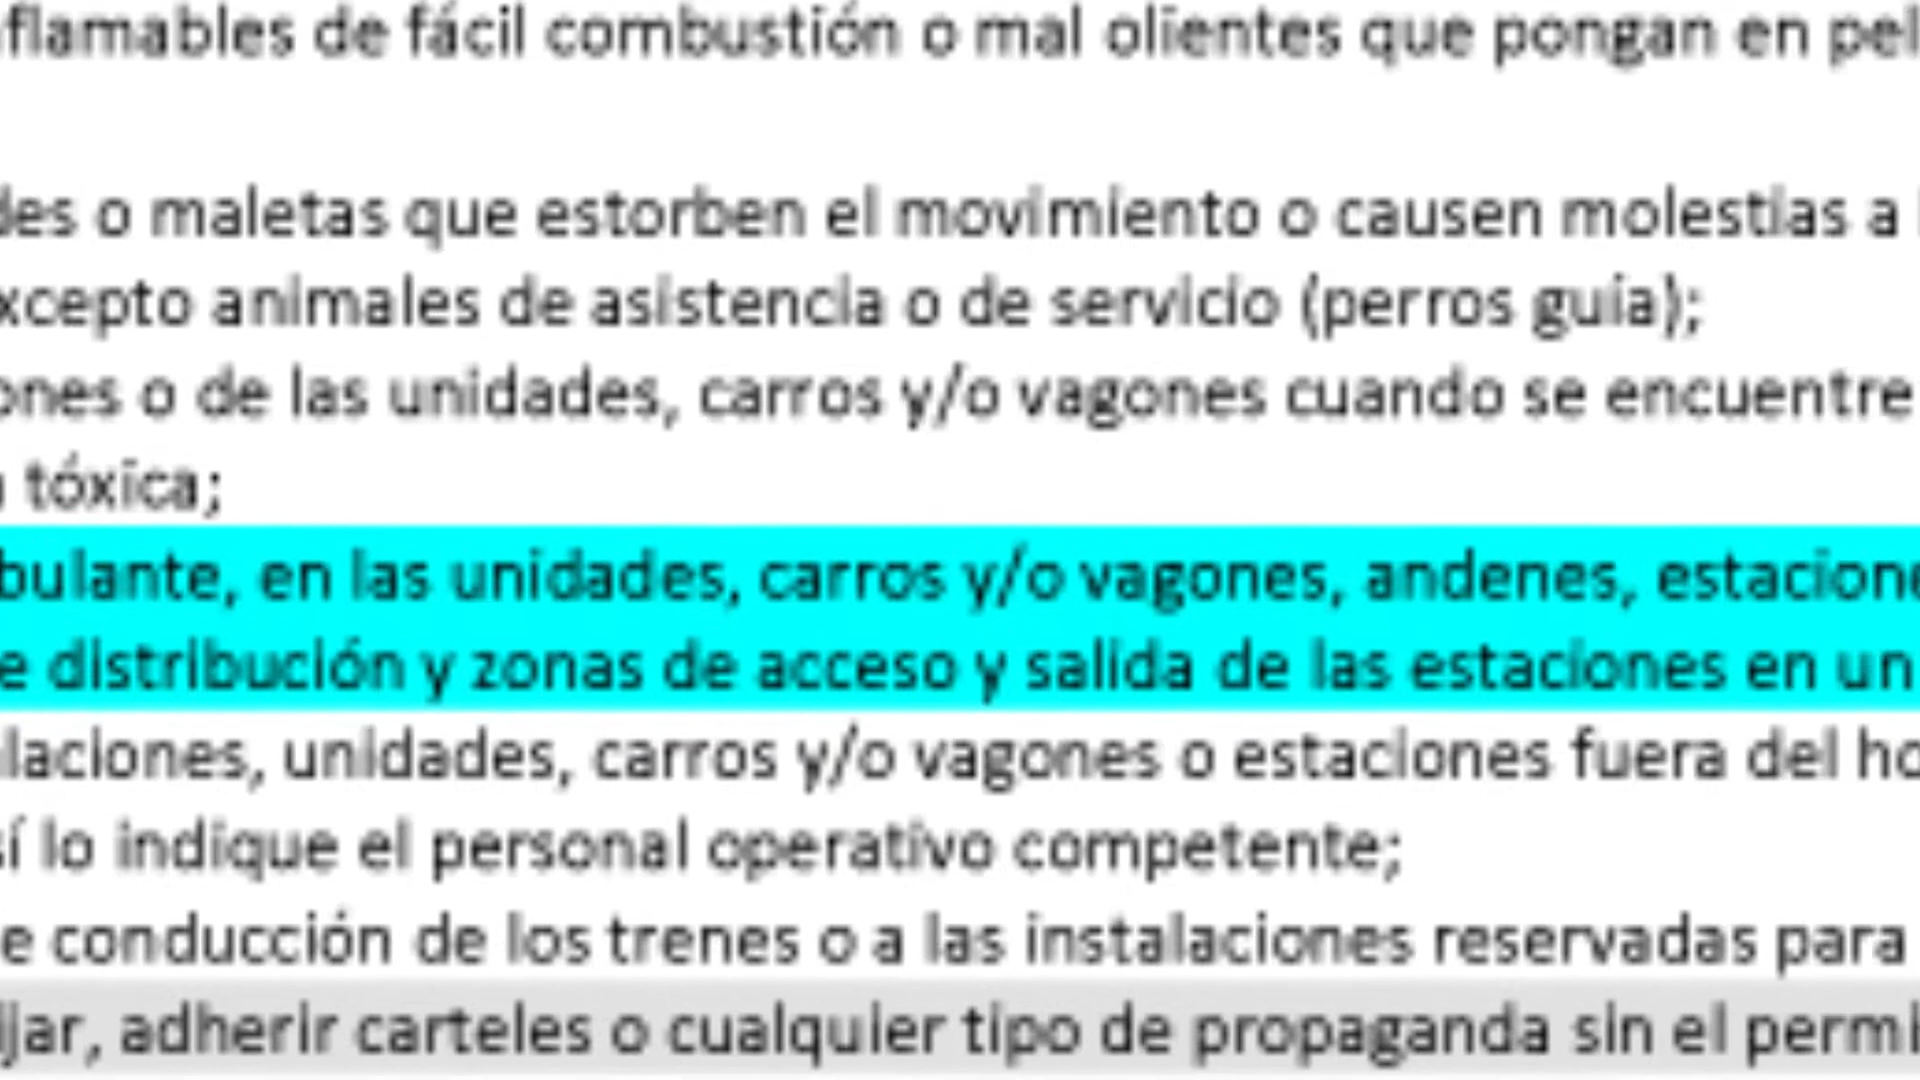 flamables de fácil combustión o mal olientes que pongan en pel
des o maletas que estorben el movimiento o causen molestias a
xcepto animales de asistencia o de servicio (perros guía);
ones o de las unidades, carros y/o vagones cuando se encuentre
tóxica;
bulante, en las unidades, carros y/o vagones, andenes, estacione
e distribución y zonas de acceso y salida de las estaciones en un
laciones, unidades, carros y/o vagones o estaciones fuera del ho
sí lo indique el personal operativo competente;
e conducción de los trenes o a las instalaciones reservadas para
ijar, adherir carteles o cualquier tipo de propaganda sin el permi